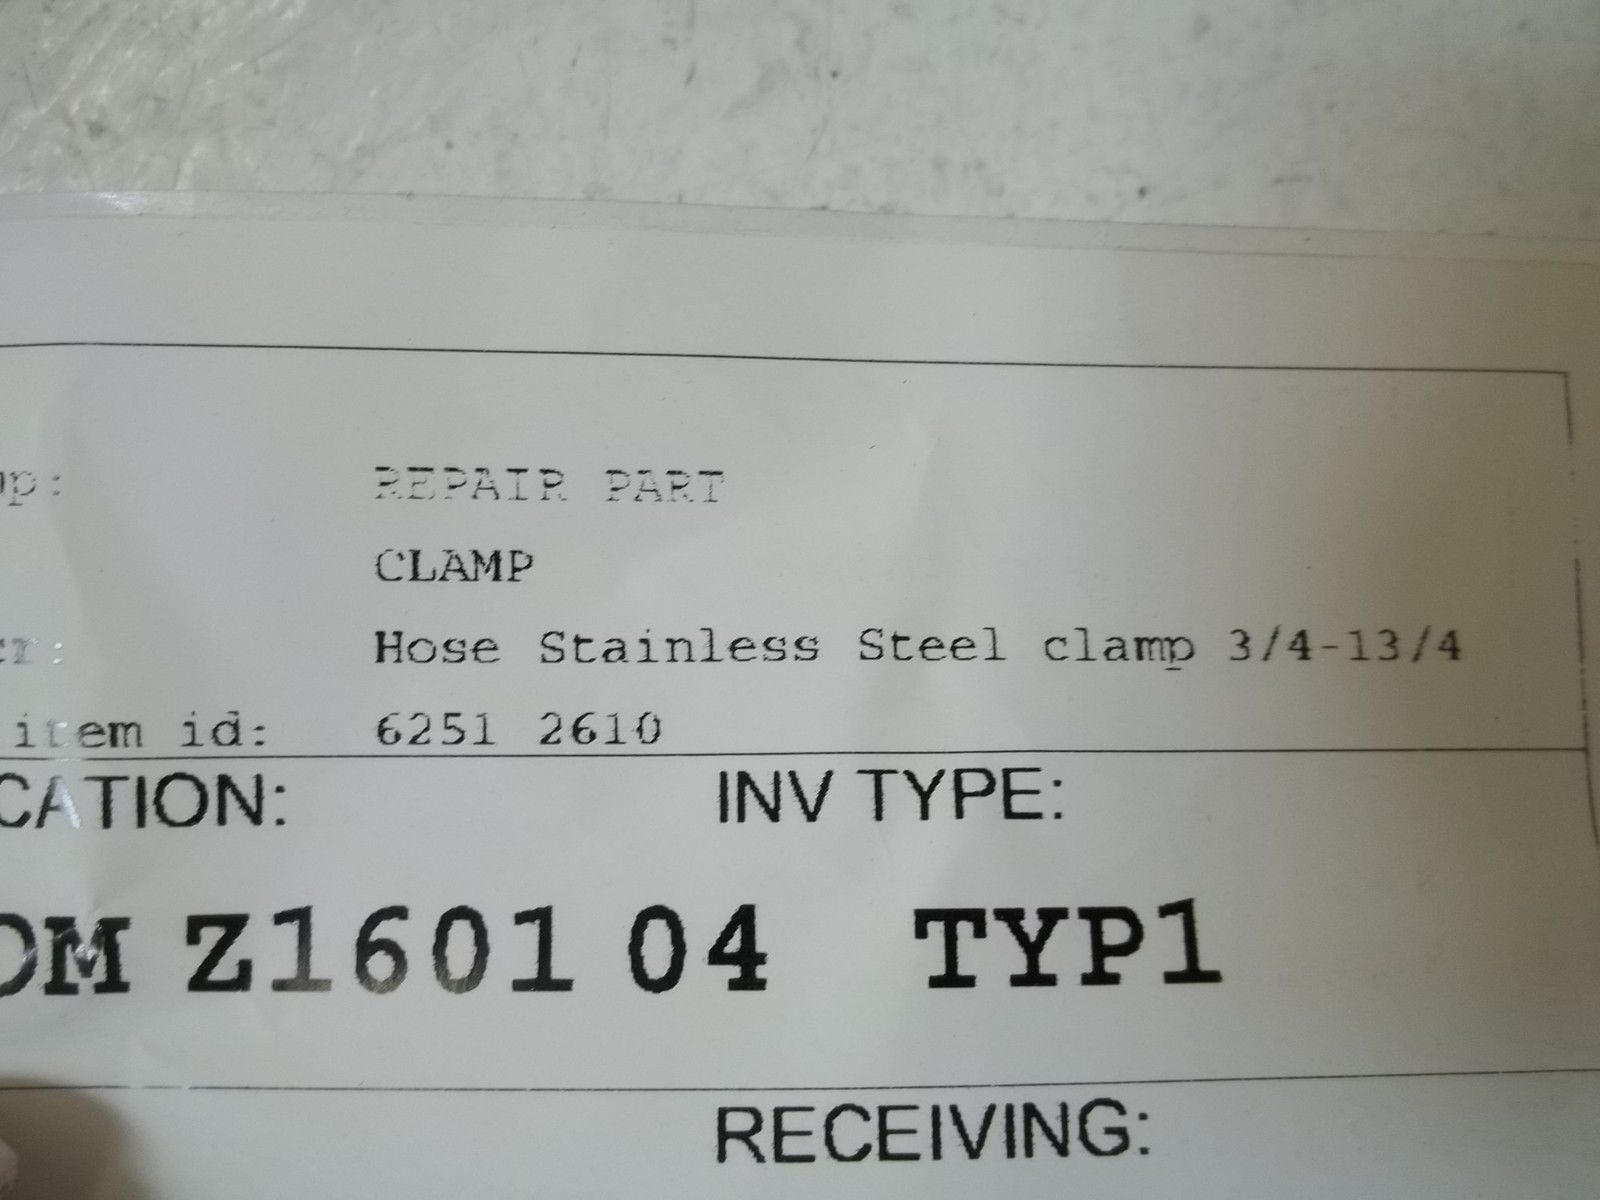 p: REPAIR PART
CLAMP
r: Hose Stainless Steel clamp 3/4-13/4
item id: 6251 2610
CATION: INV TYPE:
OM Z1601 04 TYP1
RECEIVING: